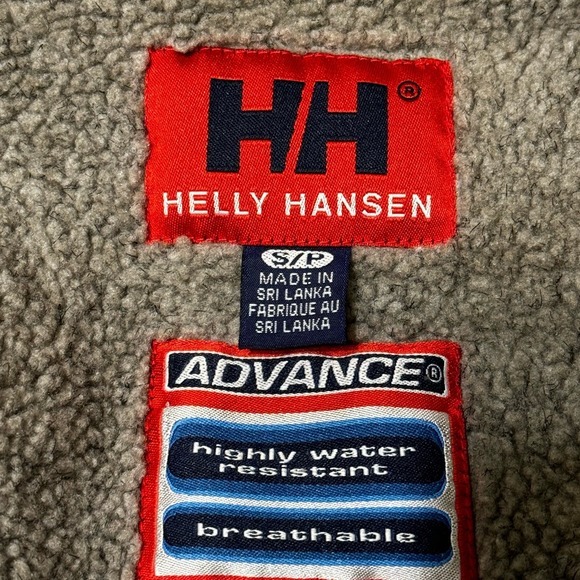 HH®
HELLY HANSEN
S/P
MADE IN
SRI LANKA
FABRIQUE AU
SRI LANKA
ADVANCE®
highly water
resistant
breathable